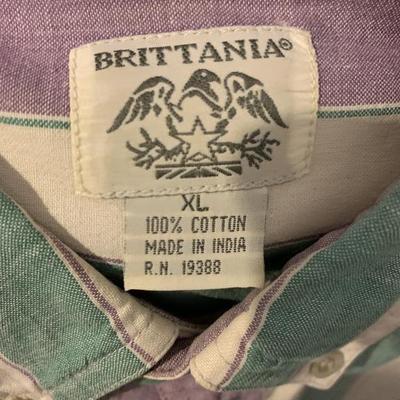 BRITTANIA®
XL
100% COTTON
MADE IN INDIA
R.N. 19388